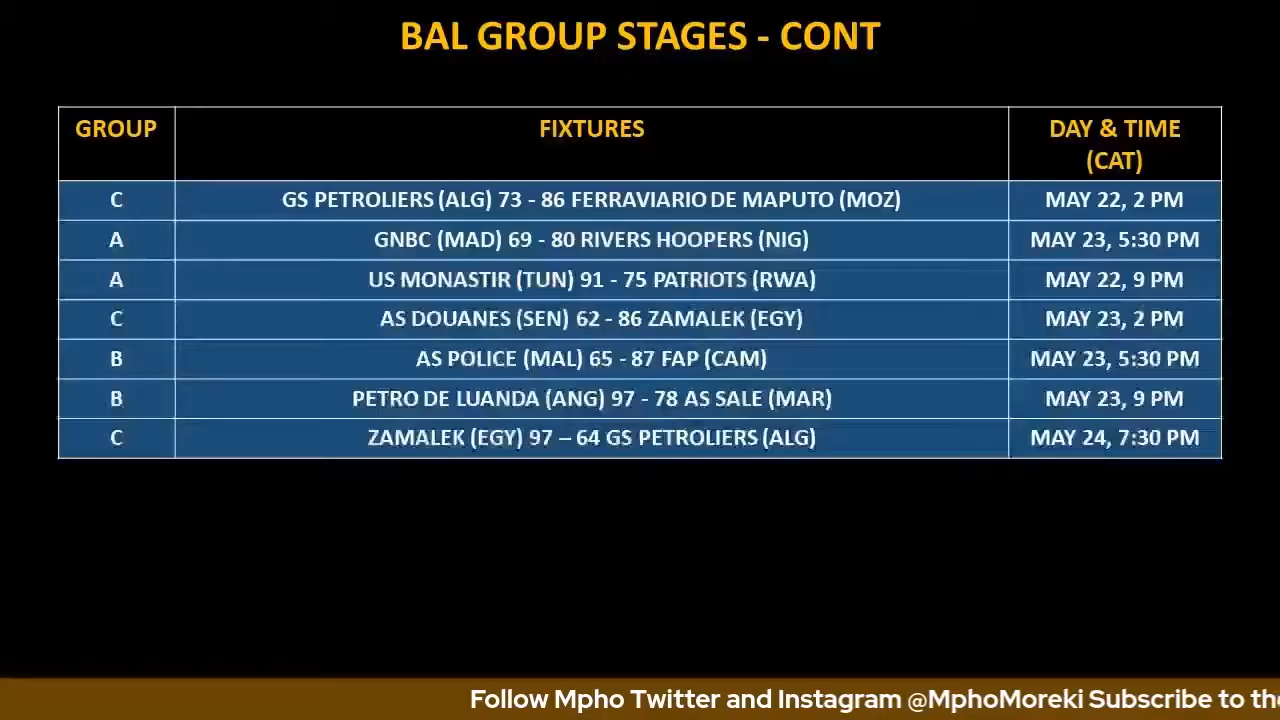 BAL GROUP STAGES - CONT
GROUP FIXTURES DAY & TIME (CAT)
C GS PETROLIERS (ALG) 73 - 86 FERRAVIARIO DE MAPUTO (MOZ) MAY 22, 2 PM
A GNBC (MAD) 69 - 80 RIVERS HOOPERS (NIG) MAY 23, 5:30 PM
A US MONASTIR (TUN) 91 - 75 PATRIOTS (RWA) MAY 22, 9 PM
C AS DOUANES (SEN) 62 - 86 ZAMALEK (EGY) MAY 23, 2 PM
B AS POLICE (MAL) 65 - 87 FAP (CAM) MAY 23, 5:30 PM
B PETRO DE LUANDA (ANG) 97 - 78 AS SALE (MAR) MAY 23, 9 PM
C ZAMALEK (EGY) 97 – 64 GS PETROLIERS (ALG) MAY 24, 7:30 PM
Follow Mpho Twitter and Instagram @MphoMoreki Subscribe to the